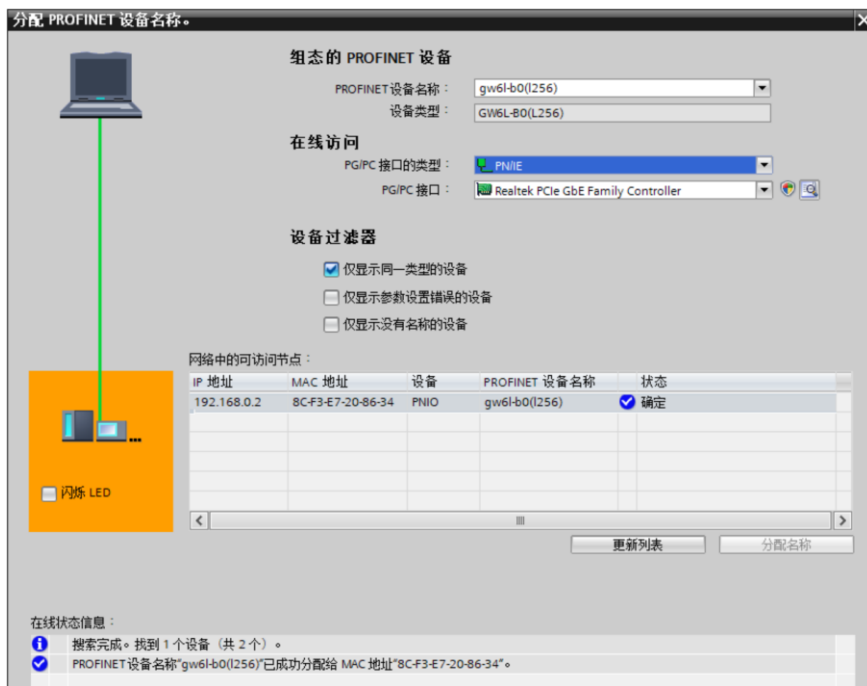 分配 PROFINET 设备名称。
组态的 PROFINET 设备
PROFINET设备名称： gw6l-b0(l256)
设备类型： GW6L-B0(L256)
在线访问
PG/PC 接口的类型： PN/IE
PG/PC 接口： Realtek PCIe GbE Family Controller
设备过滤器
仅显示同一类型的设备
仅显示参数设置错误的设备
仅显示没有名称的设备
网络中的可访问节点：
IP 地址 MAC 地址 设备 PROFINET 设备名称 状态
192.168.0.2 8C-F3-E7-20-86-34 PNIO gw6l-b0(l256) 确定
闪烁 LED
更新列表 分配名称
在线状态信息：
搜索完成。找到 1 个设备（共 2 个）。
PROFINET设备名称"gw6l-b0(l256)"已成功分配给 MAC 地址"8C-F3-E7-20-86-34"。